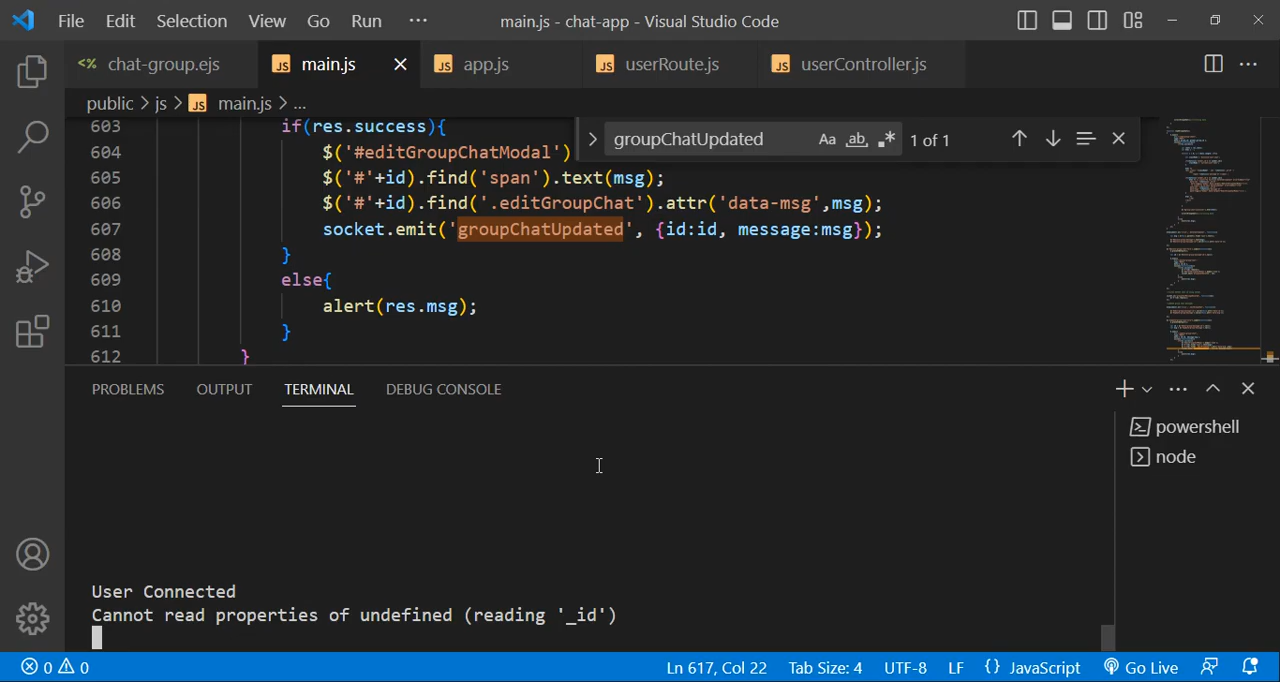 File Edit Selection View Go Run ··· main.js - chat-app - Visual Studio Code
<% chat-group.ejs JS main.js JS app.js JS userRoute.js JS userController.js ···
public > js > JS main.js > ...
groupChatUpdated Aa ab .* 1 of 1
603 if(res.success){
604 $('#editGroupChatModal')
605 $('#'+id).find('span').text(msg);
606 $('#'+id).find('.editGroupChat').attr('data-msg',msg);
607 socket.emit('groupChatUpdated', {id:id, message:msg});
608 }
609 else{
610 alert(res.msg);
611 }
612 }
PROBLEMS OUTPUT TERMINAL DEBUG CONSOLE ···
powershell
node
User Connected
Cannot read properties of undefined (reading '_id')
0 0 Ln 617, Col 22 Tab Size: 4 UTF-8 LF {} JavaScript Go Live